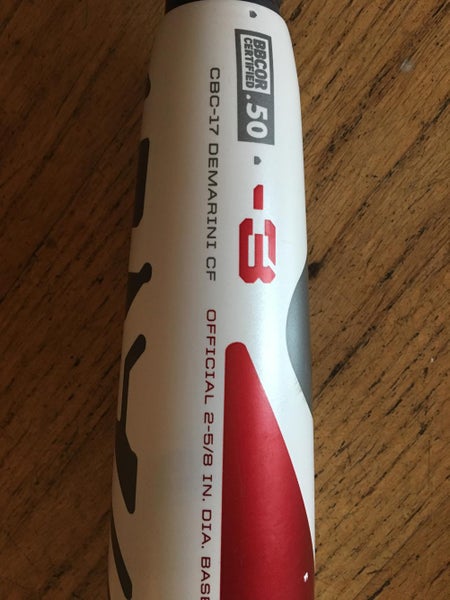 BBCOR
CERTIFIED
.50
-3
CBC-17 DEMARINI CF
OFFICIAL 2-5/8 IN. DIA.